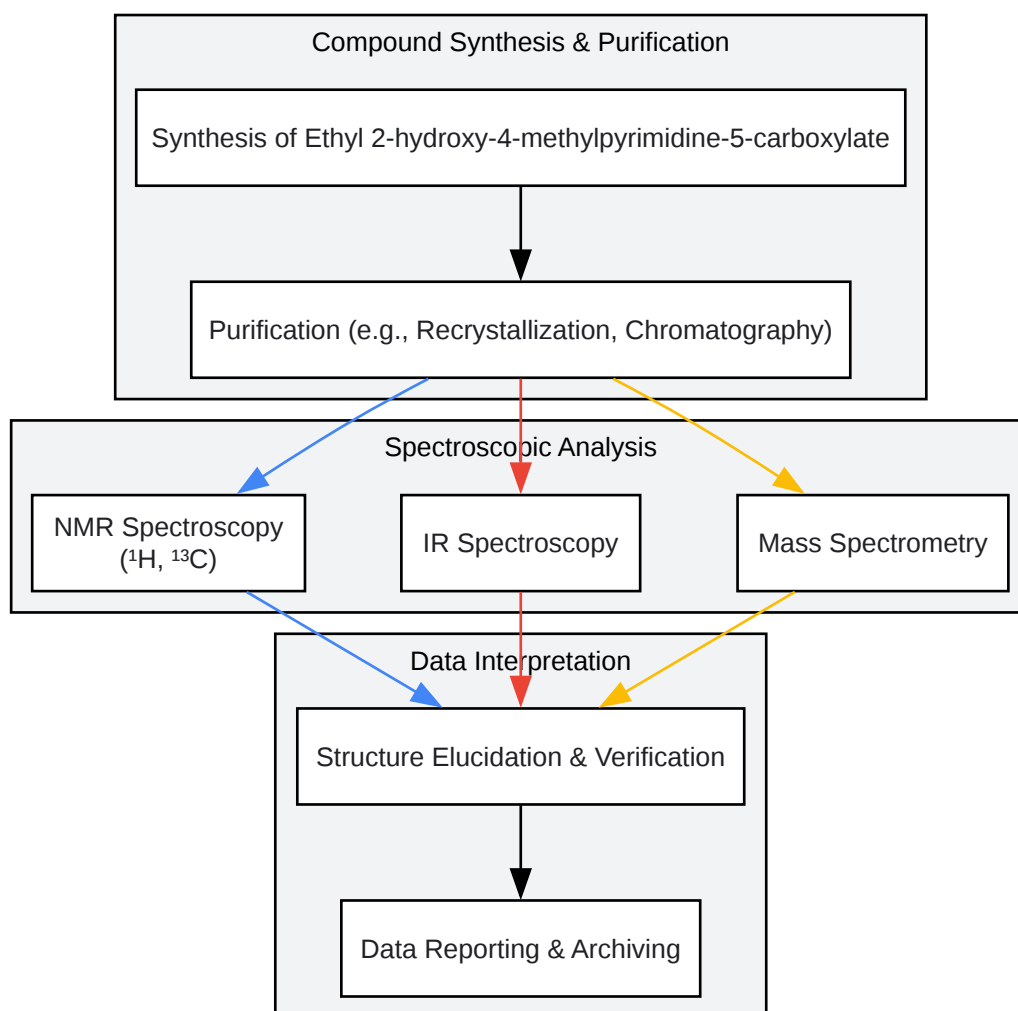 Compound Synthesis & Purification
Synthesis of Ethyl 2-hydroxy-4-methylpyrimidine-5-carboxylate
Purification (e.g., Recrystallization, Chromatography)
Spectroscopic Analysis
NMR Spectroscopy
(¹H, ¹³C)
IR Spectroscopy
Mass Spectrometry
Data Interpretation
Structure Elucidation & Verification
Data Reporting & Archiving